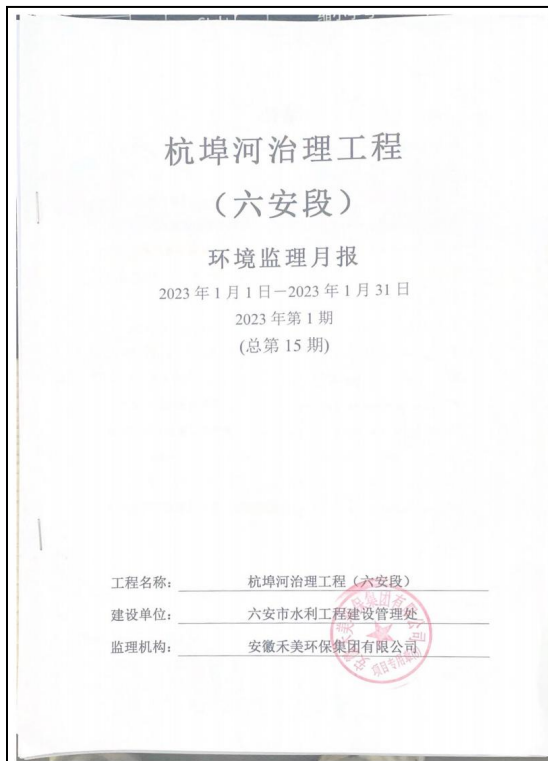 杭埠河治理工程
（六安段）
环境监理月报
2023 年 1 月 1 日－2023 年 1 月 31 日
2023 年第 1 期
(总第 15 期)
工程名称： 杭埠河治理工程（六安段）
建设单位： 六安市水利工程建设管理处
监理机构： 安徽禾美环保集团有限公司